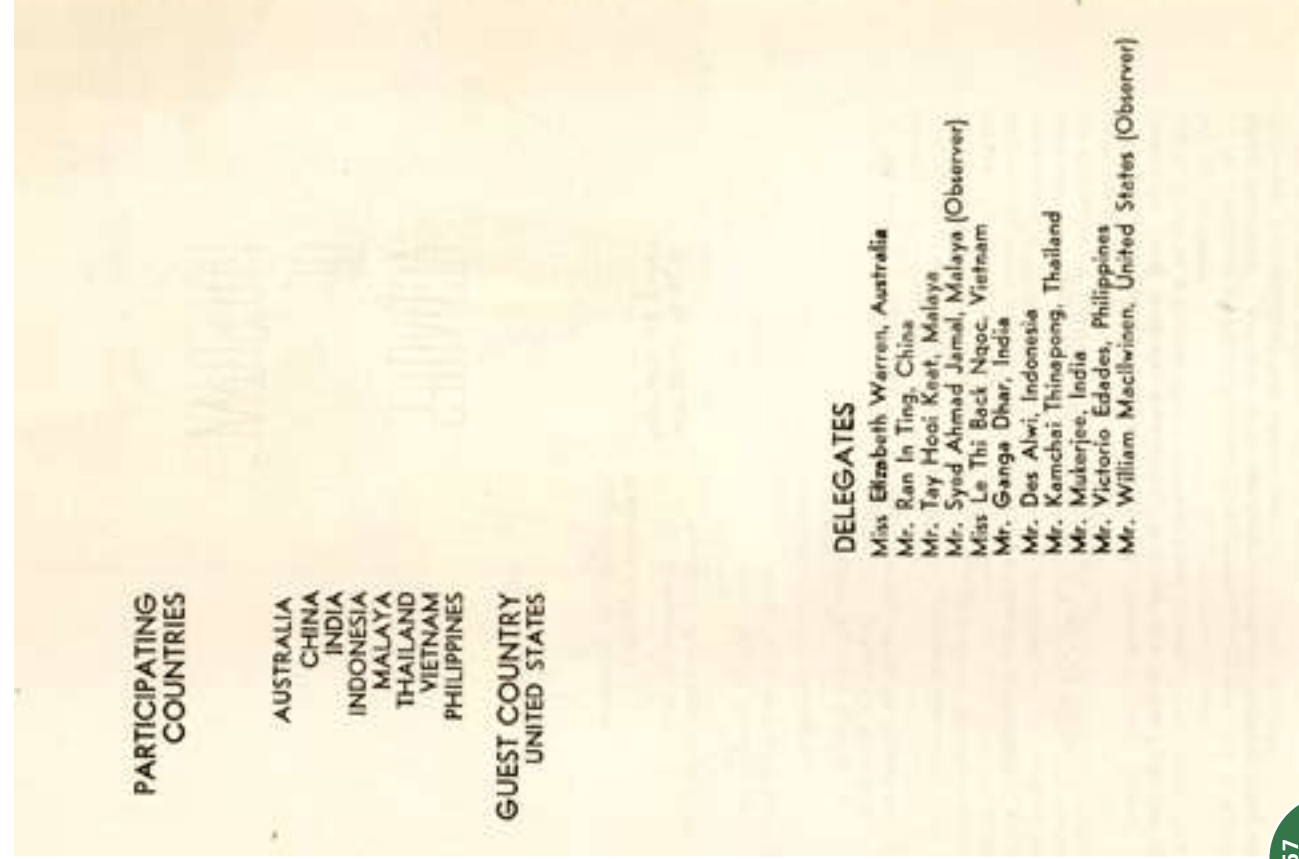 PARTICIPATING
COUNTRIES
AUSTRALIA
CHINA
INDIA
INDONESIA
MALAYA
THAILAND
VIETNAM
PHILIPPINES
GUEST COUNTRY
UNITED STATES
DELEGATES
Miss Elizabeth Warren, Australia
Mr. Ran In Ting, China
Mr. Tay Hooi Keat, Malaya
Mr. Syed Ahmad Jamal, Malaya (Observer)
Miss Le Thi Back Nqoc, Vietnam
Mr. Ganga Dhar, India
Mr. Des Alwi, Indonesia
Mr. Kamchai Thinapong, Thailand
Mr. Mukerjee, India
Mr. Victorio Edades, Philippines
Mr. William Macilwinen, United States (Observer)